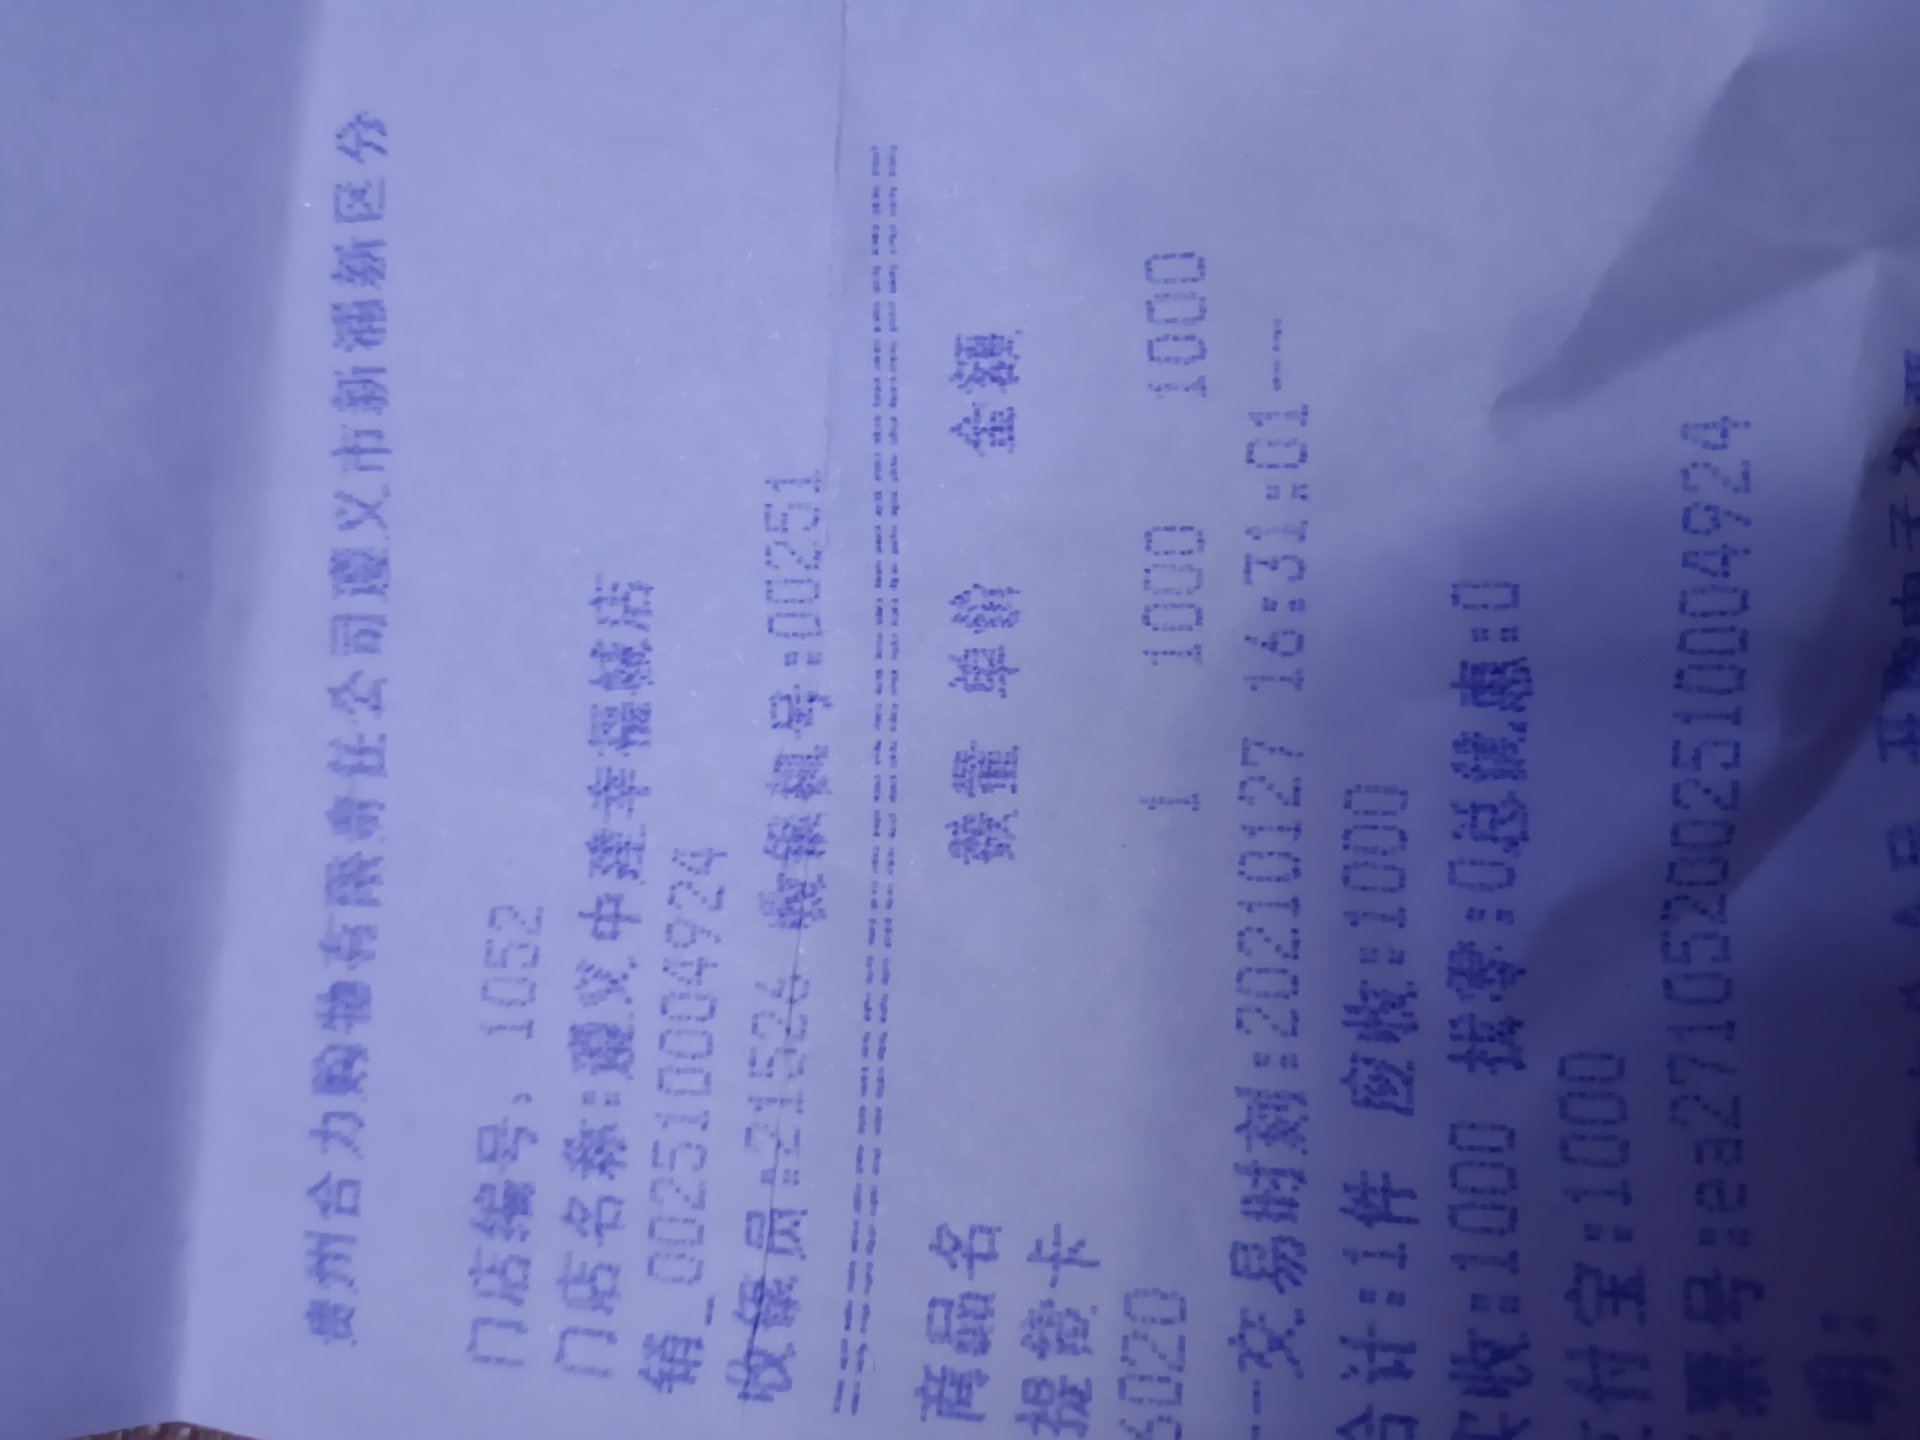 贵州合力购物有限责任公司遵义市新蒲新区分
门店编号、1052
门店名称:遵义中建幸福城店
销_002510004924
收银员:21524 收银机号:00251
商品名 数量 单价 金额
提货卡
6020 1 1000 1000
--交易时刻:20210127 16:31:01---
合计:1件 应收:1000
实收:1000 找零:0总优惠:0
支付宝:1000
票号:ea271052002510004924
明: